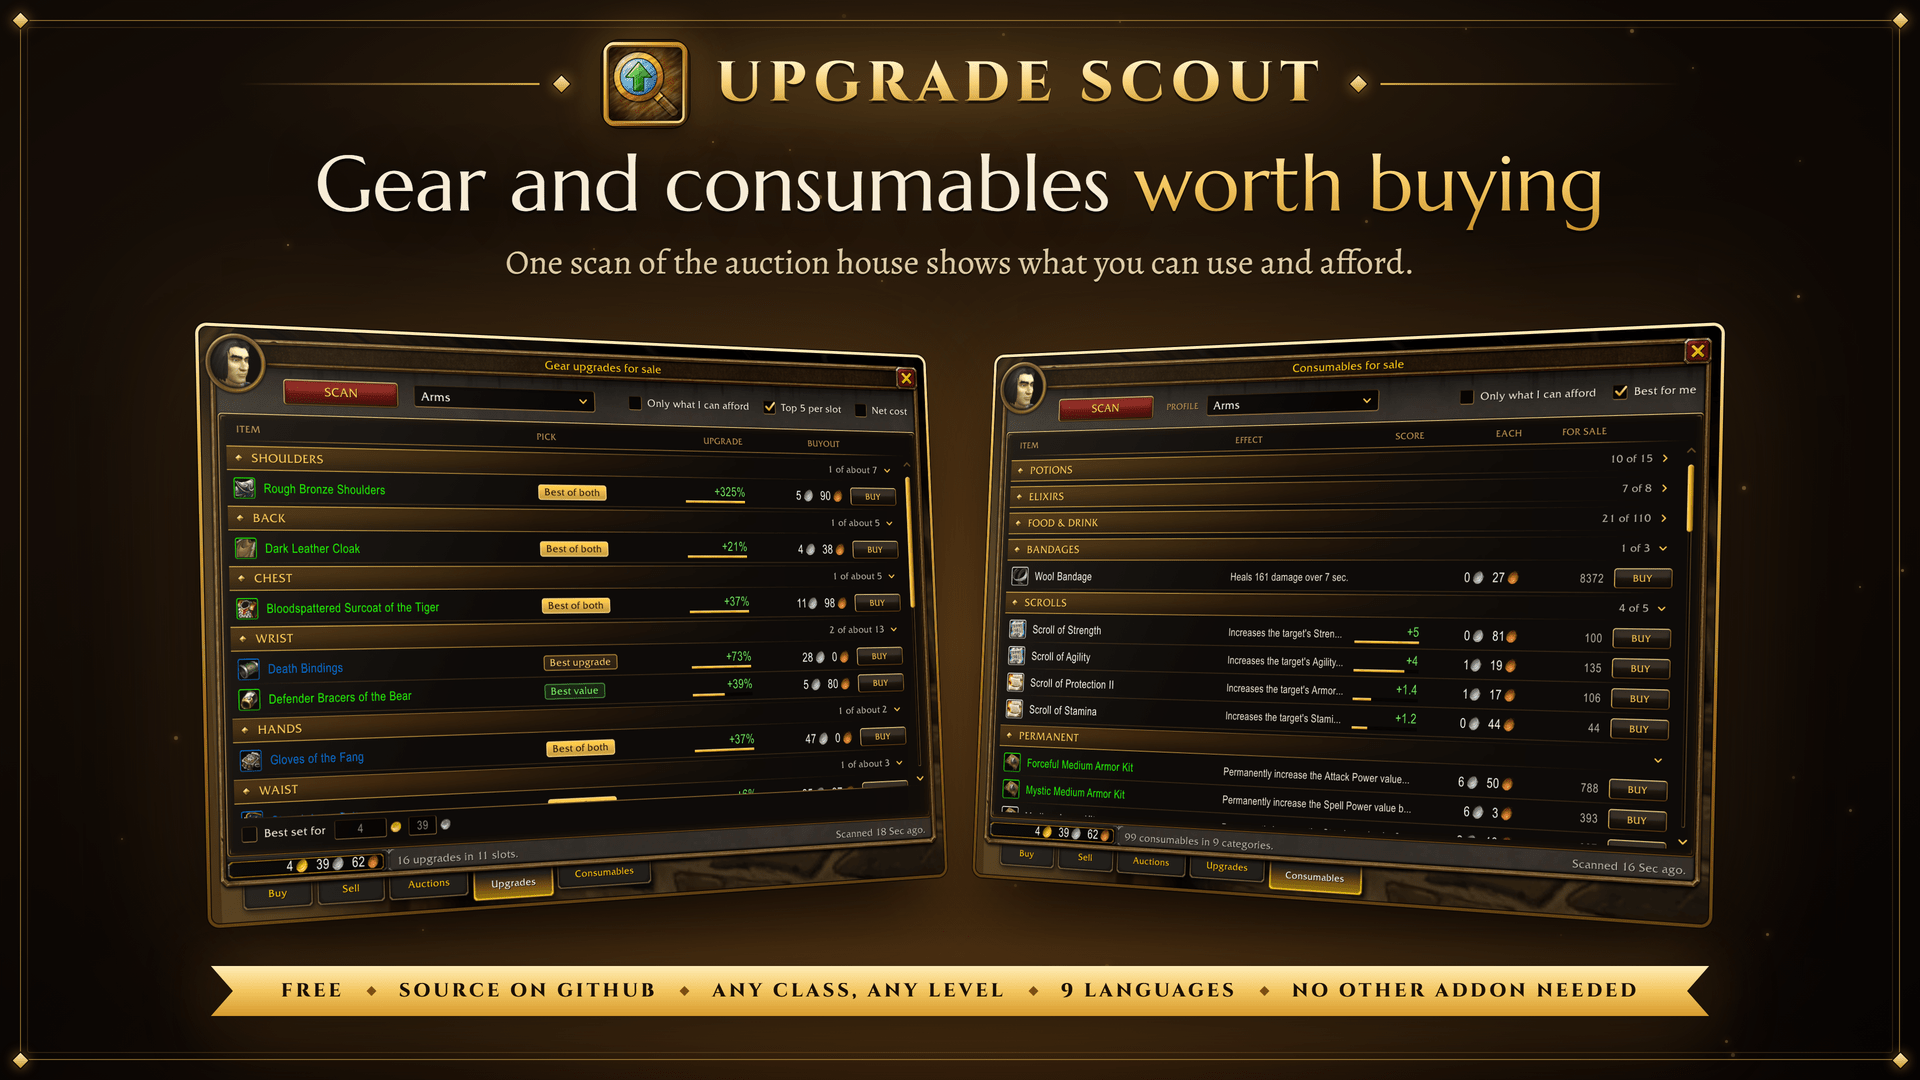 UPGRADE SCOUT
Gear and consumables worth buying
One scan of the auction house shows what you can use and afford.
Gear upgrades for sale
SCAN
Arms
Only what I can afford
Top 5 per slot
Net cost
ITEM PICK UPGRADE BUYOUT
SHOULDERS 1 of about 7
Rough Bronze Shoulders Best of both +325% 5 90 BUY
BACK 1 of about 5
Dark Leather Cloak Best of both +21% 4 38 BUY
CHEST 1 of about 5
Bloodspattered Surcoat of the Tiger Best of both +37% 11 98 BUY
WRIST 2 of about 13
Death Bindings Best upgrade +73% 28 0 BUY
Defender Bracers of the Bear Best value +39% 5 80 BUY
HANDS 1 of about 2
Gloves of the Fang Best of both +37% 47 0 BUY
WAIST 1 of about 3
Best set for 4 39
Scanned 18 Sec ago.
4 39 62 16 upgrades in 11 slots.
Buy Sell Auctions Upgrades Consumables
Consumables for sale
SCAN
PROFILE Arms
Only what I can afford
Best for me
ITEM EFFECT SCORE EACH FOR SALE
POTIONS 10 of 15
ELIXIRS 7 of 8
FOOD & DRINK 21 of 110
BANDAGES 1 of 3
Wool Bandage Heals 161 damage over 7 sec. 0 27 8372 BUY
SCROLLS 4 of 5
Scroll of Strength Increases the target's Stren... +5 0 81 100 BUY
Scroll of Agility Increases the target's Agility... +4 1 19 135 BUY
Scroll of Protection II Increases the target's Armor... +1.4 1 17 106 BUY
Scroll of Stamina Increases the target's Stami... +1.2 0 44 44 BUY
PERMANENT
Forceful Medium Armor Kit Permanently increase the Attack Power value... 6 50 788 BUY
Mystic Medium Armor Kit Permanently increase the Spell Power value b... 6 3 393 BUY
4 39 62 99 consumables in 9 categories.
Scanned 16 Sec ago.
Buy Sell Auctions Upgrades Consumables
FREE ◆ SOURCE ON GITHUB ◆ ANY CLASS, ANY LEVEL ◆ 9 LANGUAGES ◆ NO OTHER ADDON NEEDED